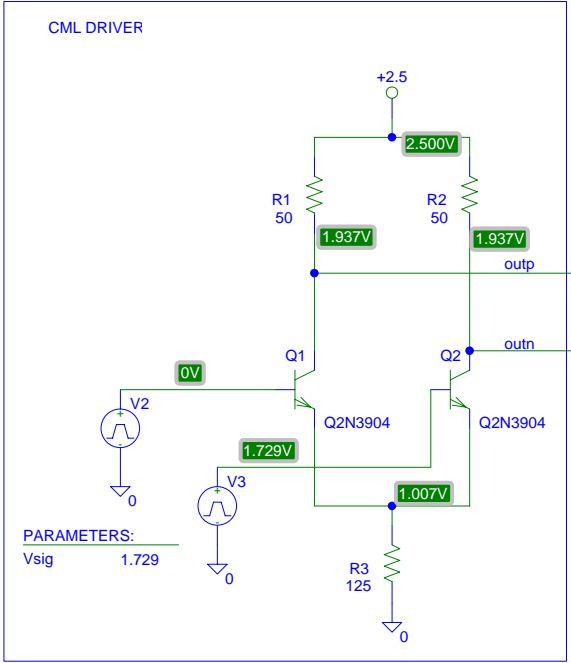 CML DRIVER
+2.5
2.500V
R1
50
R2
50
1.937V
1.937V
outp
outn
Q1
Q2
0V
V2
Q2N3904
Q2N3904
1.729V
V3
1.007V
0
PARAMETERS:
Vsig 1.729
R3
125
0
0